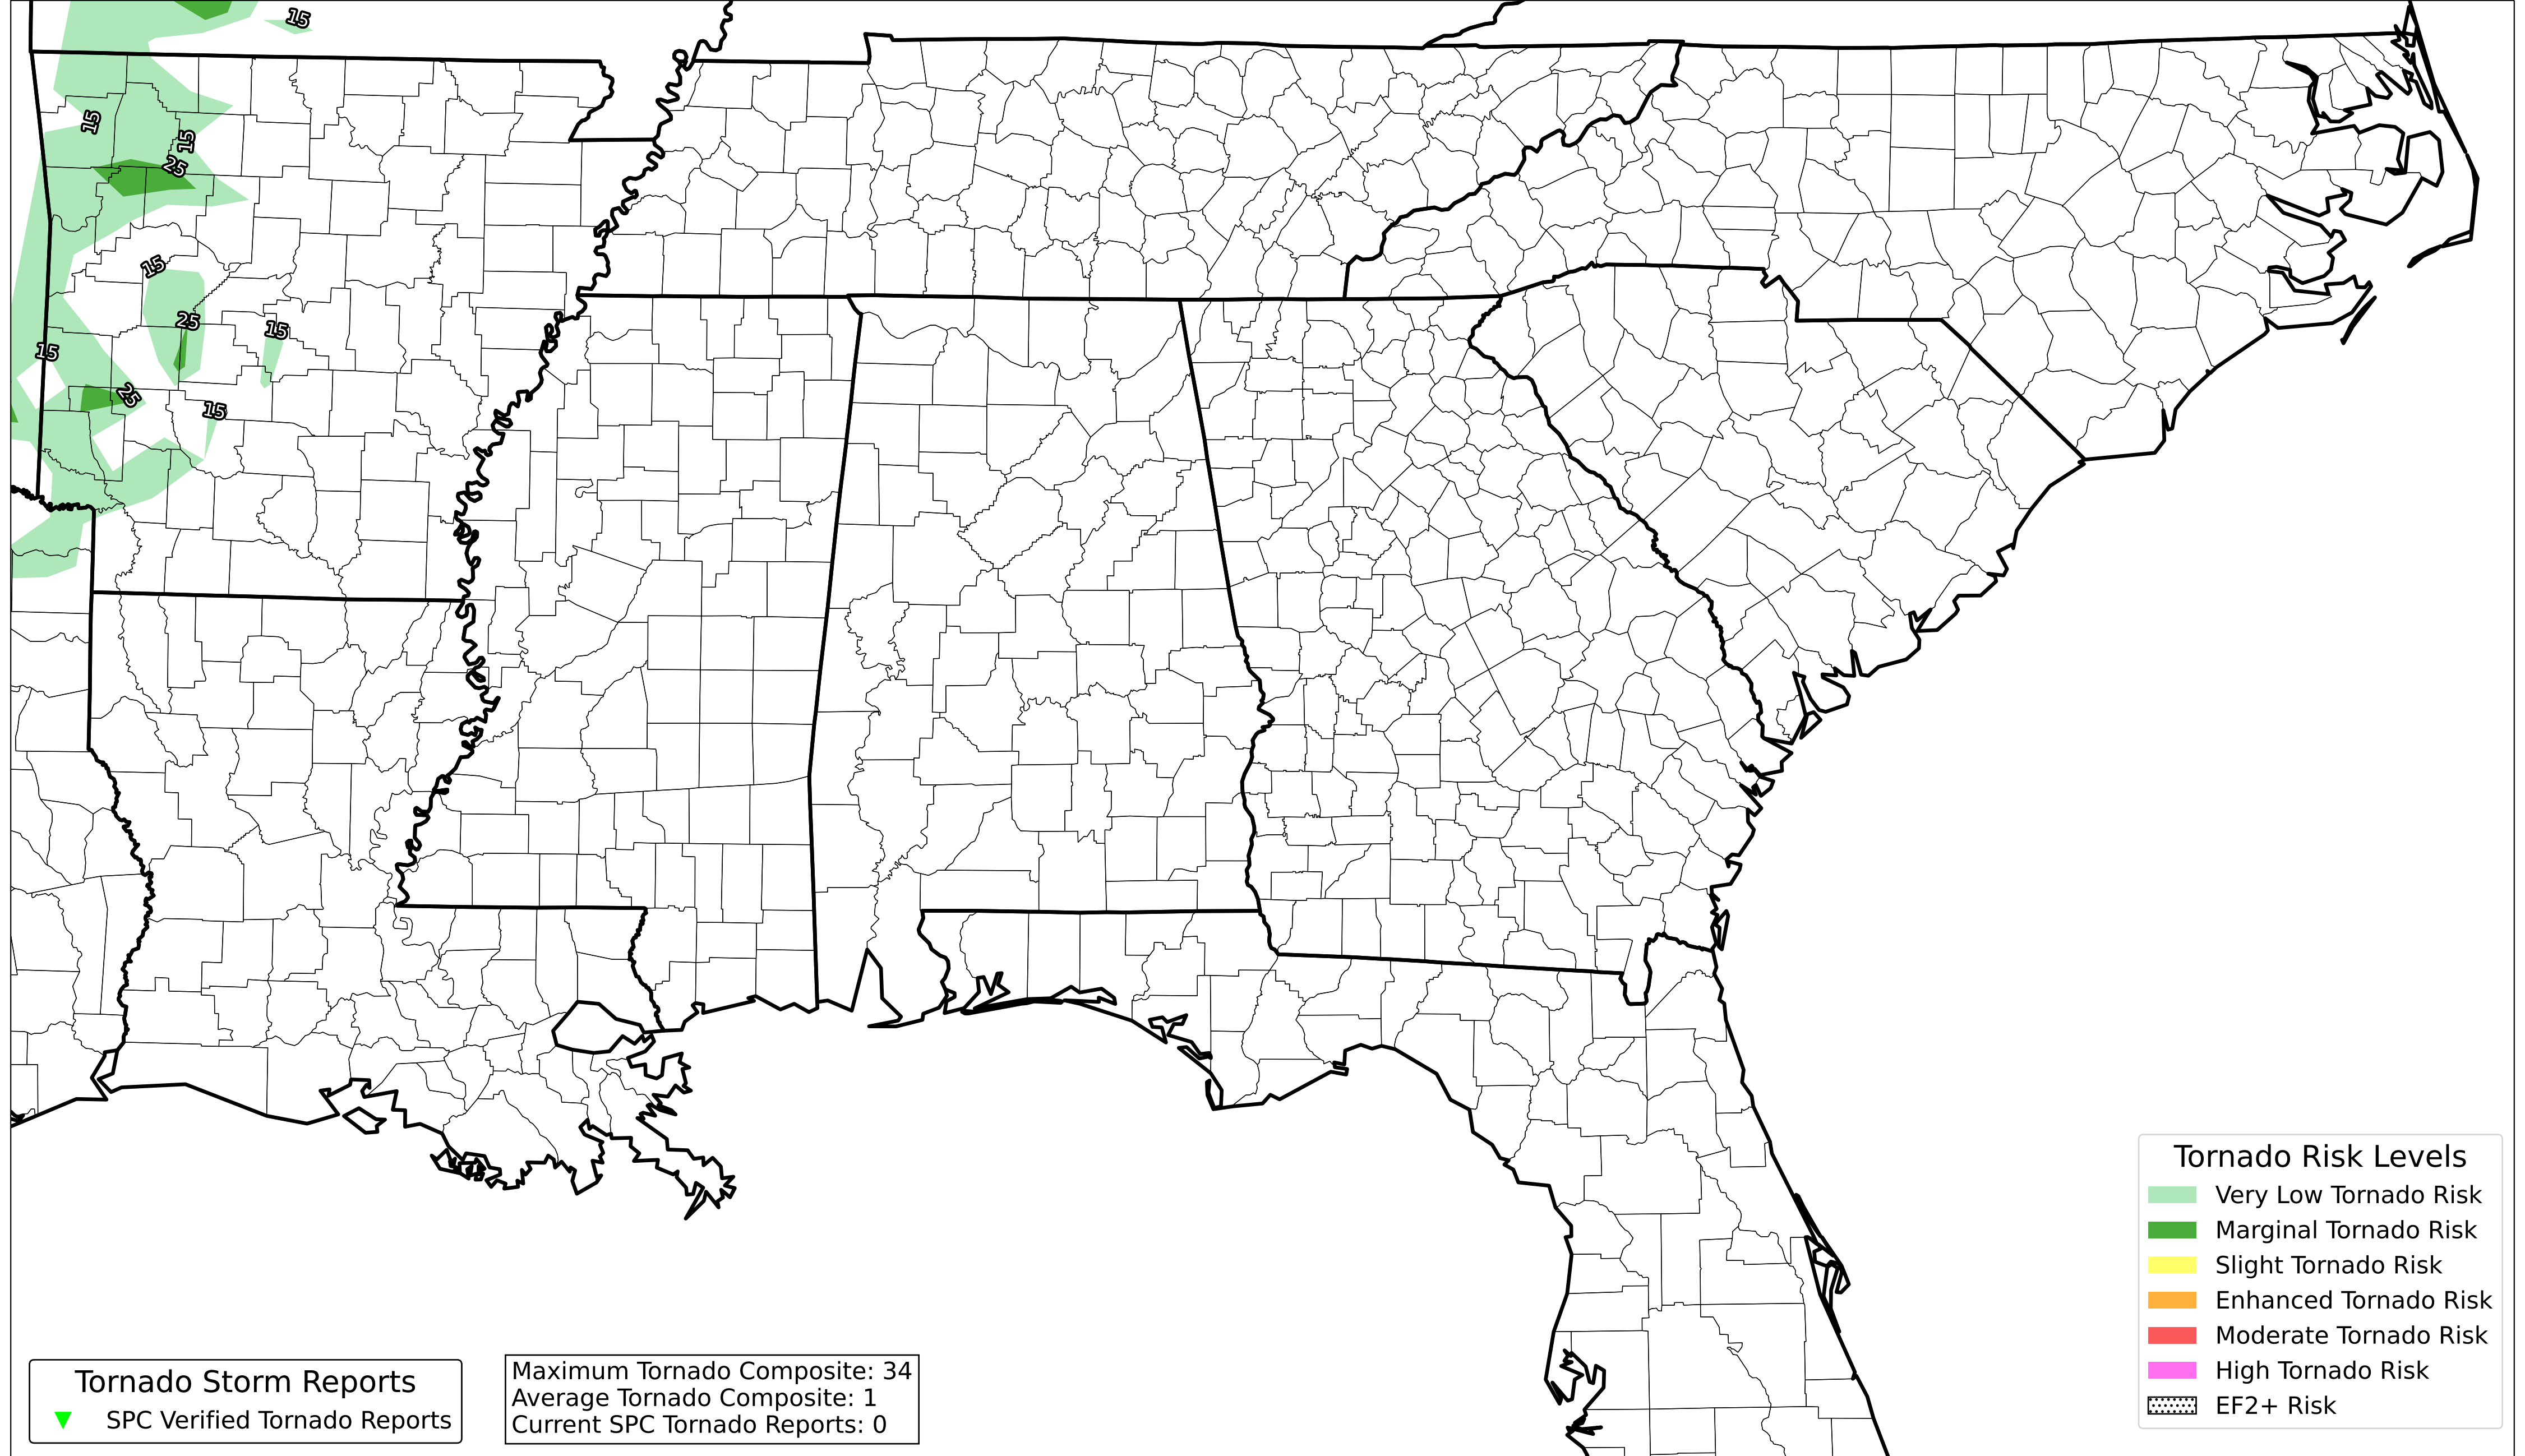 15
15
15
25
15
25
15
15
25
15
Tornado Risk Levels
Very Low Tornado Risk
Marginal Tornado Risk
Slight Tornado Risk
Enhanced Tornado Risk
Moderate Tornado Risk
High Tornado Risk
EF2+ Risk
Tornado Storm Reports
SPC Verified Tornado Reports
Maximum Tornado Composite: 34
Average Tornado Composite: 1
Current SPC Tornado Reports: 0